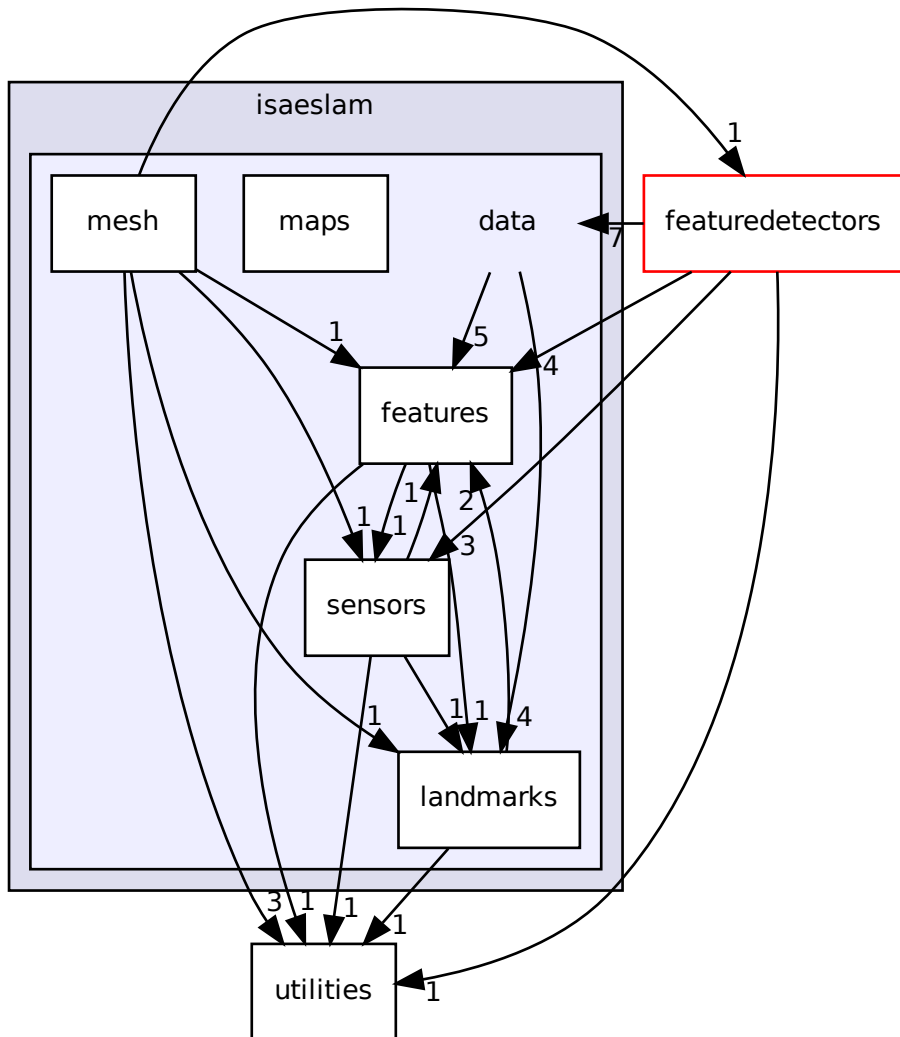 1
isaeslam
mesh
maps
data
featuredetectors
7
1
5
4
features
1
2
1
1
3
sensors
1
1
1
4
landmarks
3
1
1
1
utilities
1